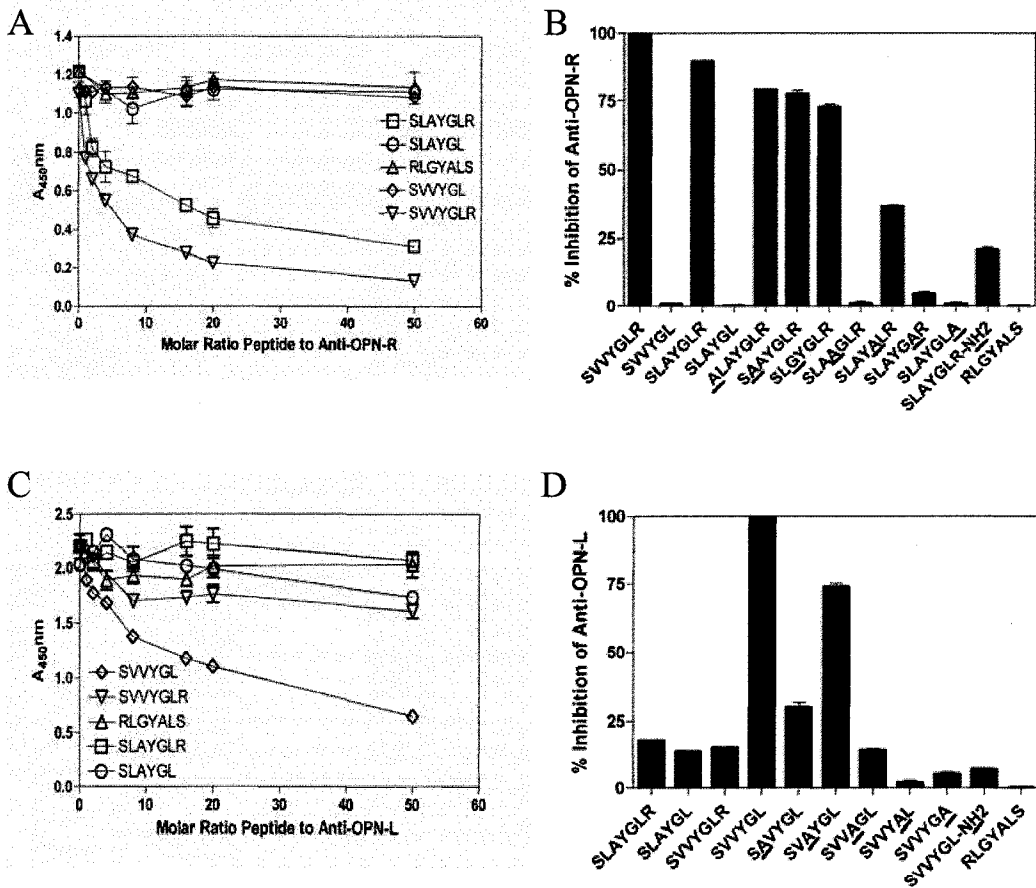 A
1.4
1.2
1.0
0.8
0.6
0.4
0.2
0.0
A450nm
0 10 20 30 40 50 60
Molar Ratio Peptide to Anti-OPN-R
SLAYGLR
SLAYGL
RLGYALS
SVVYGL
SVVYGLR
B
100
75
50
25
0
% Inhibition of Anti-OPN-R
SVVYGLR
SVVYGL
SLAYGLR
SLAYGL
ALAYGLR
SAAYGLR
SLGYGLR
SLAAGLR
SLAYALR
SLAYGAR
SLAYGLA
SLAYGLR-NH2
RLGYALS
C
2.5
2.0
1.5
1.0
0.5
0.0
A450nm
0 10 20 30 40 50 60
Molar Ratio Peptide to Anti-OPN-L
SVVYGL
SVVYGLR
RLGYALS
SLAYGLR
SLAYGL
D
100
75
50
25
0
% Inhibition of Anti-OPN-L
SLAYGLR
SLAYGL
SVVYGLR
SVVYGL
SAVYGL
SVAYGL
SVVAGL
SVVYAL
SVVYGA
SVVYGL-NH2
RLGYALS